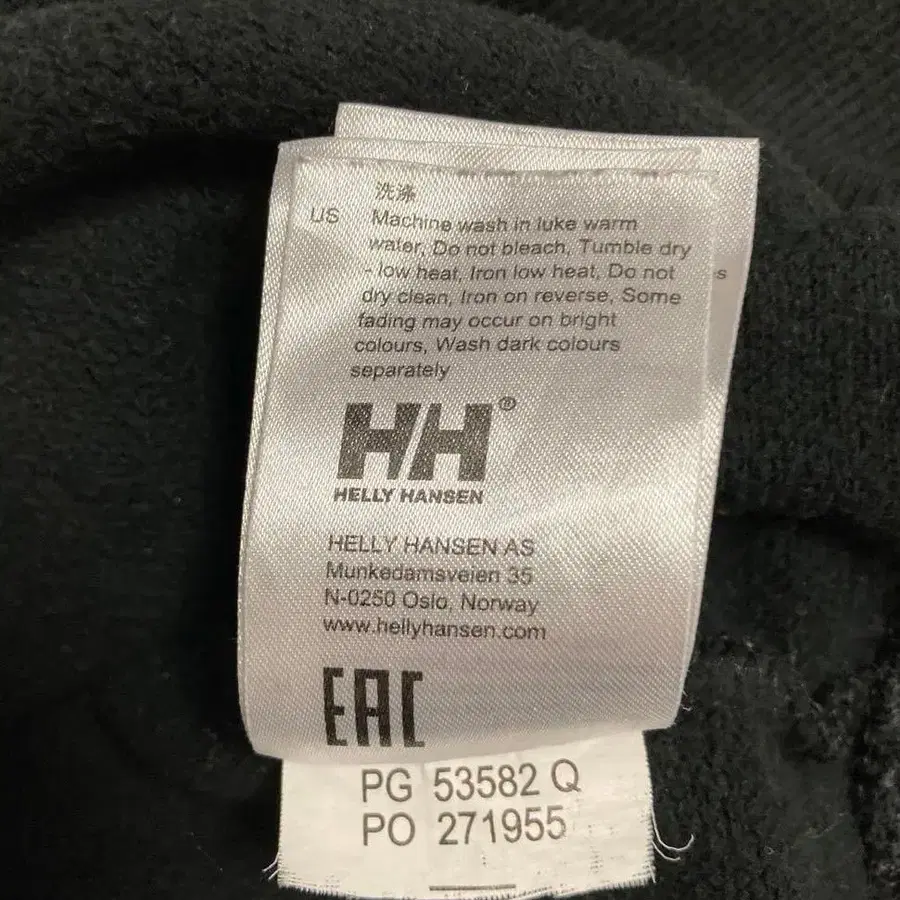 洗涤
US Machine wash in luke warm
water, Do not bleach, Tumble dry
- low heat, Iron low heat, Do not
dry clean, Iron on reverse, Some
fading may occur on bright
colours, Wash dark colours
separately
HH®
HELLY HANSEN
HELLY HANSEN AS
Munkedamsveien 35
N-0250 Oslo, Norway
www.hellyhansen.com
EAC
PG 53582 Q
PO 271955